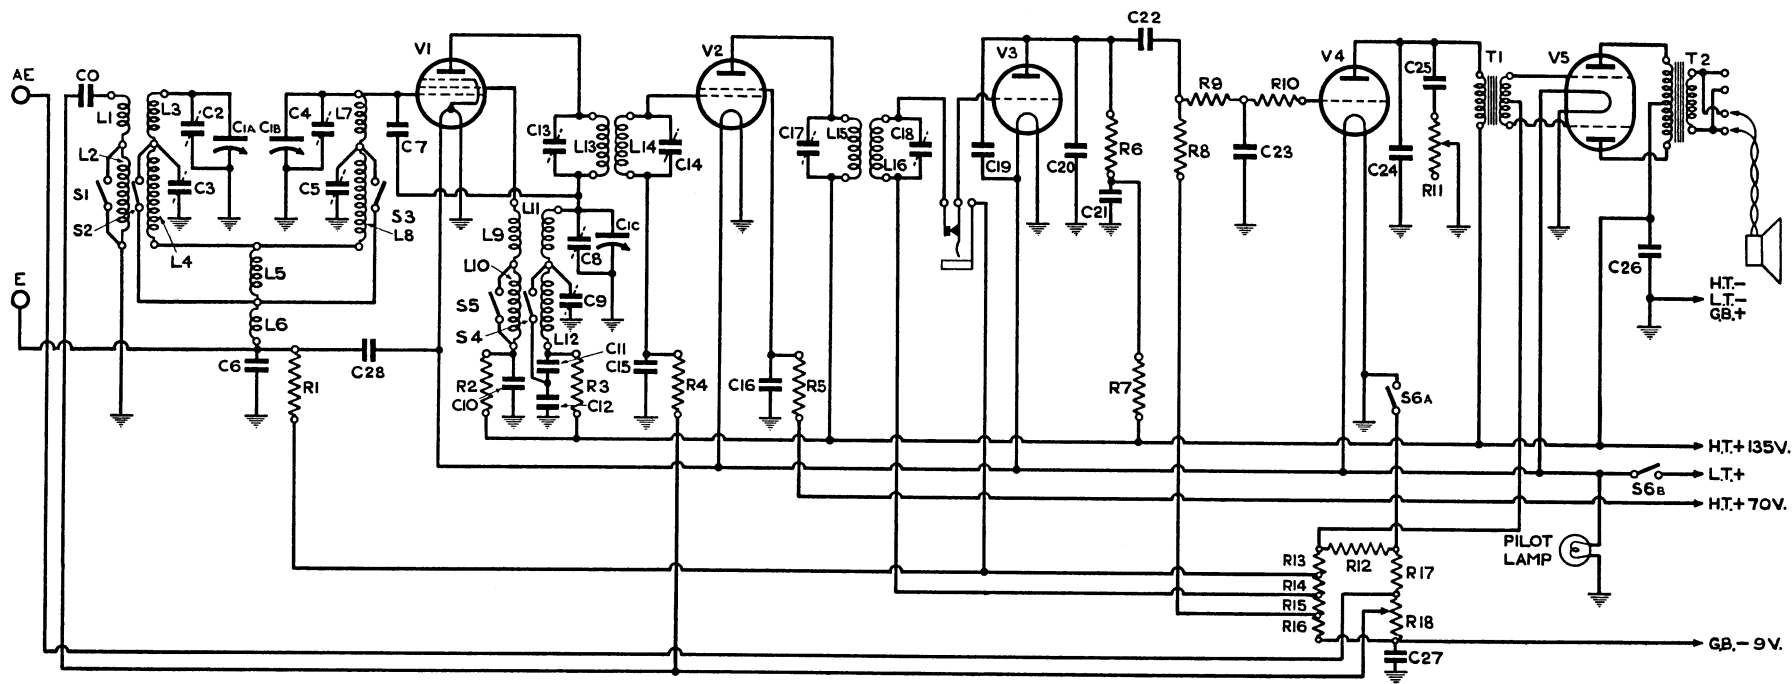 AE
CO
L1
L3
C2
C1A
C1B
C4
L7
V1
C7
C13
L13
L14
C14
V2
C17
L15
C18
L16
V3
C22
C19
C20
R6
C21
R9
R10
R8
C23
V4
C25
C24
R11
T1
V5
T2
L2
S1
S2
C3
L4
C5
S3
L8
L5
L6
L9
L10
L11
C8
C1C
C9
S5
S4
L12
C26
H.T.-
L.T.-
G.B.+
E
C6
R1
C28
R2
C10
C11
R3
C12
C15
R4
C16
R5
R7
S6A
H.T.+135V.
L.T.+
S6B
H.T.+70V.
PILOT
LAMP
R13
R12
R17
R14
R15
R16
R18
G.B.-9V.
C27